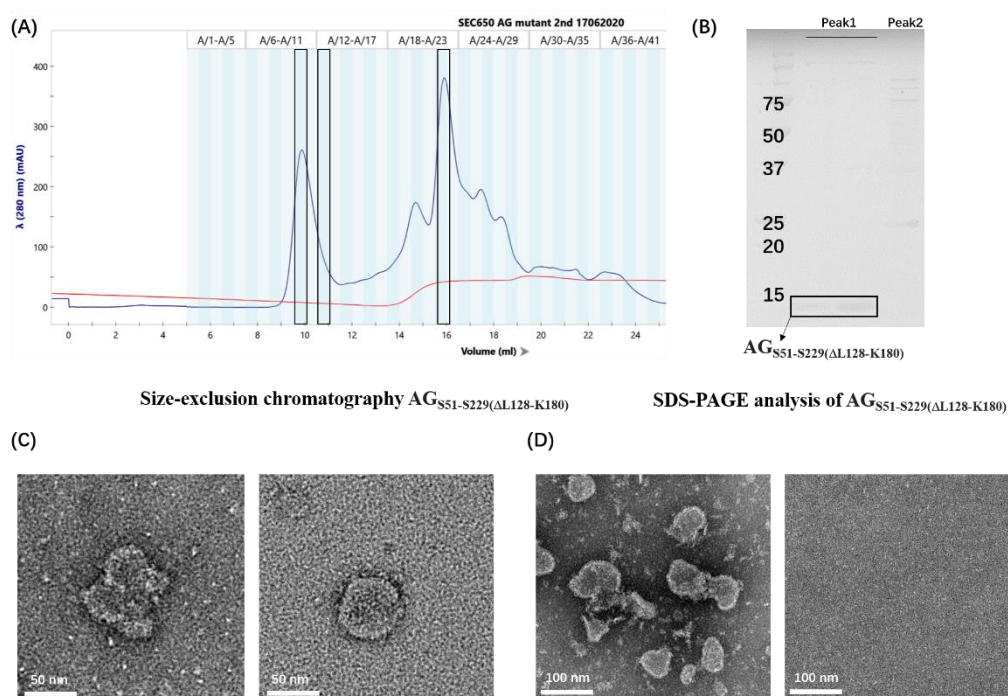 (A)
SEC650 AG mutant 2nd 17062020
A/1-A/5 A/6-A/11 A/12-A/17 A/18-A/23 A/24-A/29 A/30-A/35 A/36-A/41
400
300
200
100
0
λ (280 nm) (mAU)
0 2 4 6 8 10 12 14 16 18 20 22 24
Volume (ml)
Size-exclusion chromatography AGS51-S229(ΔL128-K180)
(B)
Peak1 Peak2
75
50
37
25
20
15
AGS51-S229(ΔL128-K180)
SDS-PAGE analysis of AGS51-S229(ΔL128-K180)
(C)
50 nm
50 nm
(D)
100 nm
100 nm